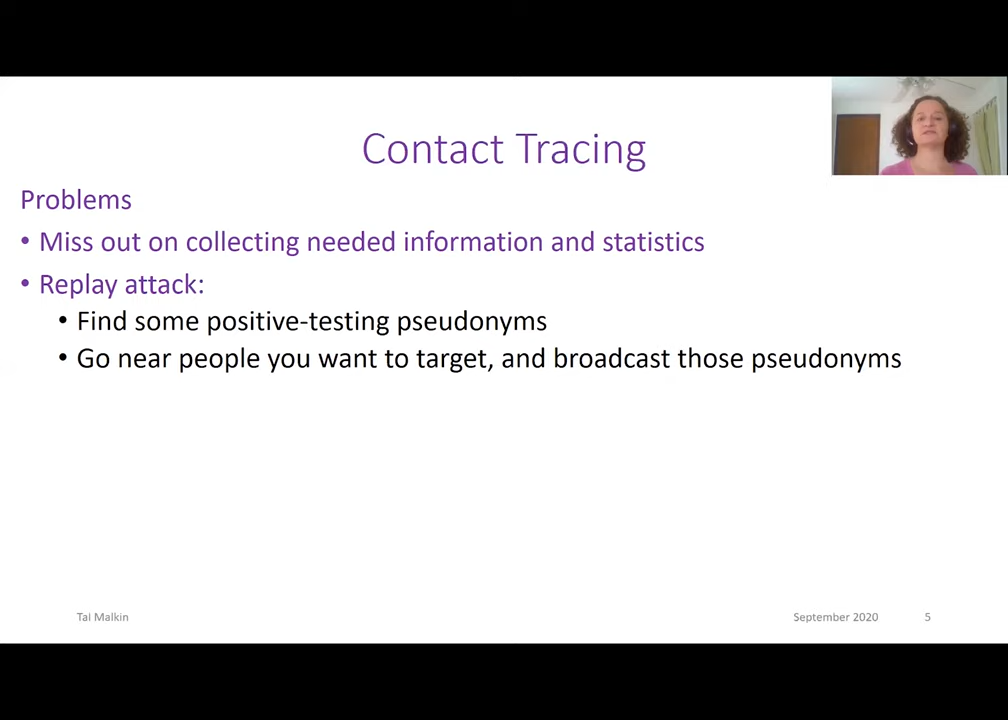 Contact Tracing
Problems
• Miss out on collecting needed information and statistics
• Replay attack:
• Find some positive-testing pseudonyms
• Go near people you want to target, and broadcast those pseudonyms
Tal Malkin
September 2020
5